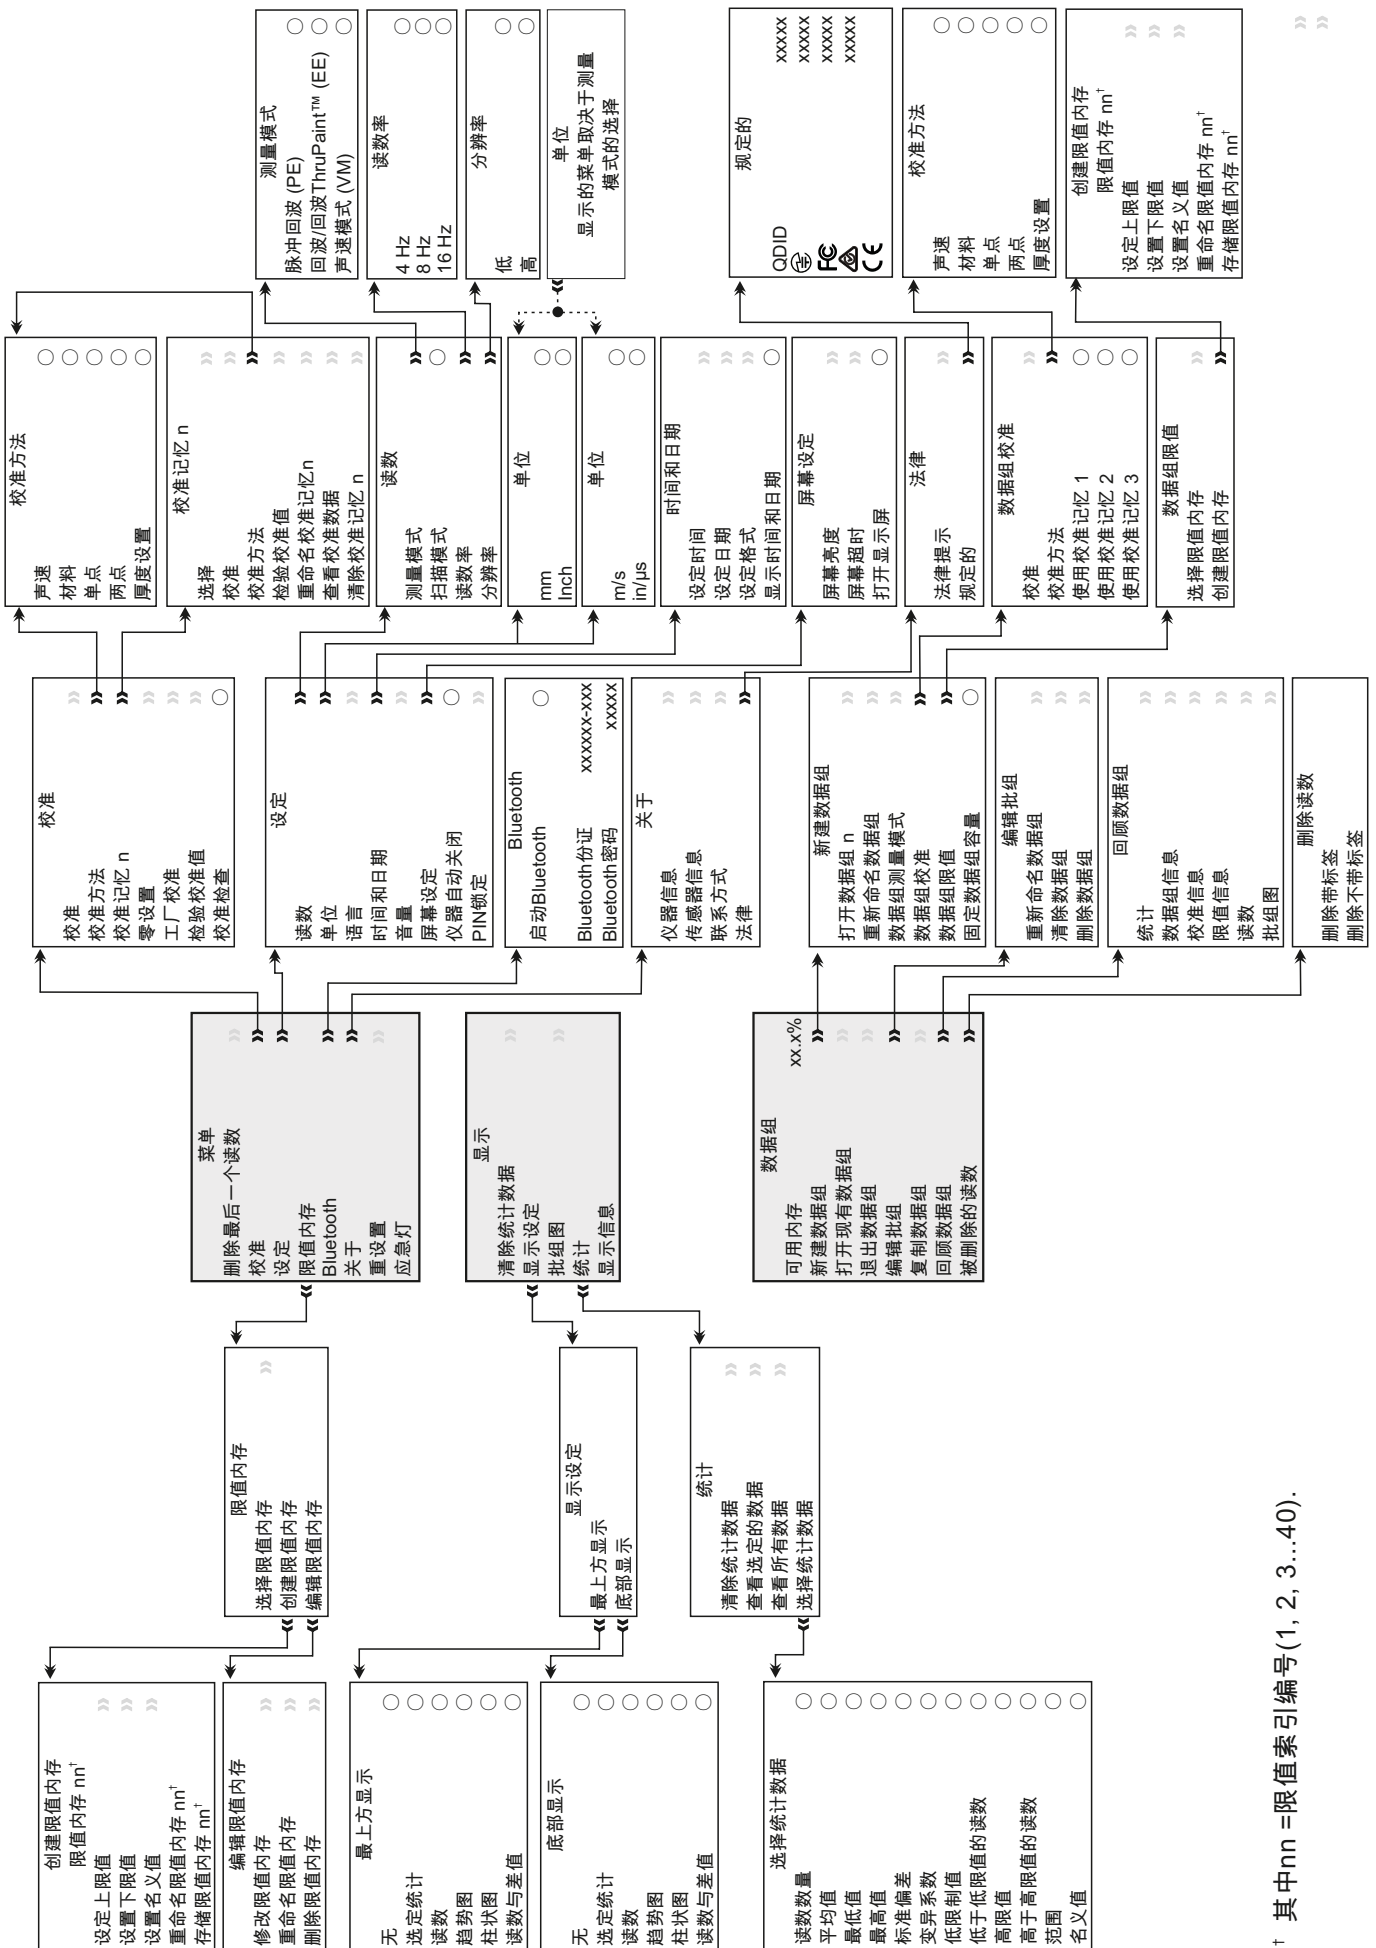 创建限值内存
限值内存 nn†
设定上限值
设置下限值
设置名义值
重命名限值内存 nn†
存储限值内存 nn†
编辑限值内存
修改限值内存
重命名限值内存
删除限值内存
最上方显示
无
选定统计
读数
趋势图
柱状图
读数与差值
底部显示
无
选定统计
读数
趋势图
柱状图
读数与差值
选择统计数据
读数数量
平均值
最低值
最高值
标准偏差
变异系数
低限制值
低于低限值的读数
高限值
高于高限值的读数
范围
名义值
限值内存
选择限值内存
创建限值内存
编辑限值内存
显示设定
最上方显示
底部显示
统计
清除统计数据
查看选定的数据
查看所有数据
选择统计数据
菜单
删除最后一个读数
校准
设定
限值内存
Bluetooth
关于
重设置
应急灯
显示
清除统计数据
显示设定
批组图
统计
显示信息
数据组
可用内存 xx.x%
新建数据组
打开现有数据组
退出数据组
编辑批组
复制数据组
回顾数据组
被删除的读数
校准
校准
校准方法
校准记忆 n
零设置
工厂校准
检验校准值
校准检查
设定
读数
单位
语言
时间和日期
音量
屏幕设定
仪器自动关闭
PIN锁定
Bluetooth
启动Bluetooth
Bluetooth份证 xxxxxx-xxx
Bluetooth密码 xxxxx
关于
仪器信息
传感器信息
联系方式
法律
新建数据组
打开数据组 n
重新命名数据组
数据组测量模式
数据组校准
数据组限值
固定数据组容量
编辑批组
重新命名数据组
清除数据组
删除数据组
回顾数据组
统计
数据组信息
校准信息
限值信息
读数
批组图
删除读数
删除带标签
删除不带标签
校准方法
声速
材料
单点
两点
厚度设置
校准记忆 n
选择
校准
校准方法
检验校准值
重命名校准记忆n
查看校准数据
清除校准记忆 n
读数
测量模式
扫描模式
读数率
分辨率
单位
mm
Inch
单位
m/s
in/µs
时间和日期
设定时间
设定日期
设定格式
显示时间和日期
屏幕设定
屏幕亮度
屏幕超时
打开显示屏
法律
法律提示
规定的
数据组校准
校准
校准方法
使用校准记忆 1
使用校准记忆 2
使用校准记忆 3
数据组限值
选择限值内存
创建限值内存
测量模式
脉冲回波 (PE)
回波/回波ThruPaint™ (EE)
声速模式 (VM)
读数率
4 Hz
8 Hz
16 Hz
分辨率
低
高
单位
显示的菜单取决于测量
模式的选择
规定的
QDID xxxxx
xxxxx
FC xxxxx
xxxxx
CE
校准方法
声速
材料
单点
两点
厚度设置
创建限值内存
限值内存 nn†
设定上限值
设置下限值
设置名义值
重命名限值内存 nn†
存储限值内存 nn†
† 其中nn =限值索引编号(1, 2, 3...40).